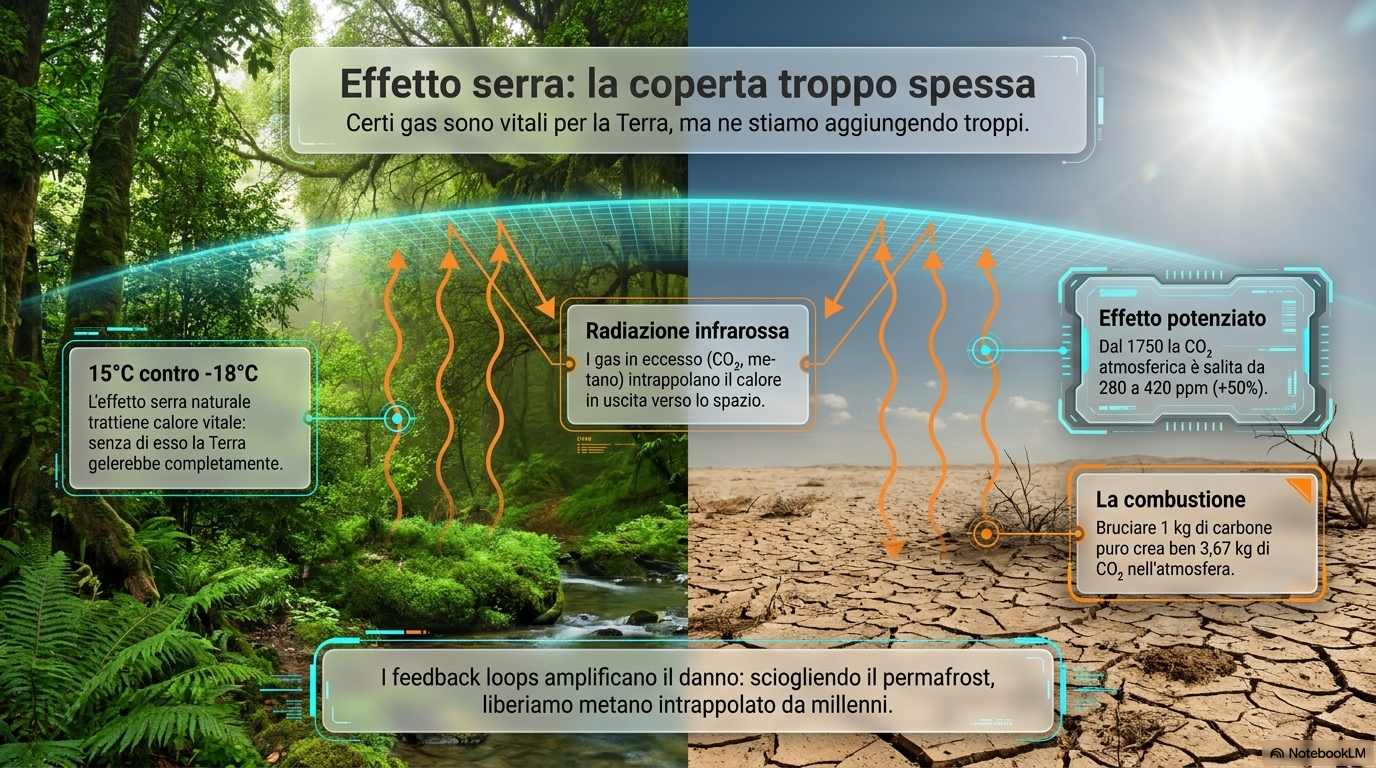 Effetto serra: la coperta troppo spessa
Certi gas sono vitali per la Terra, ma ne stiamo aggiungendo troppi.
15°C contro -18°C
L'effetto serra naturale
trattiene calore vitale:
senza di esso la Terra
gelerebbe completamente.
Radiazione infrarossa
I gas in eccesso (CO₂, me-
tano) intrappolano il calore
in uscita verso lo spazio.
Effetto potenziato
Dal 1750 la CO₂
atmosferica è salita da
280 a 420 ppm (+50%).
La combustione
Bruciare 1 kg di carbone
puro crea ben 3,67 kg di
CO₂ nell'atmosfera.
I feedback loops amplificano il danno: sciogliendo il permafrost,
liberiamo metano intrappolato da millenni.
NotebookLM